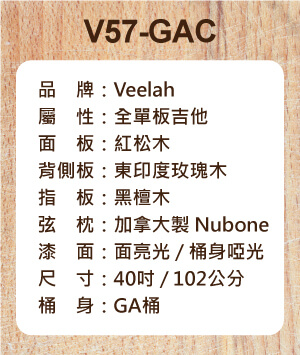 V57-GAC
品　牌：Veelah
屬　性：全單板吉他
面　板：紅松木
背側板：東印度玫瑰木
指　板：黑檀木
弦　枕：加拿大製 Nubone
漆　面：面亮光 / 桶身啞光
尺　寸：40吋 / 102公分
桶　身：GA桶